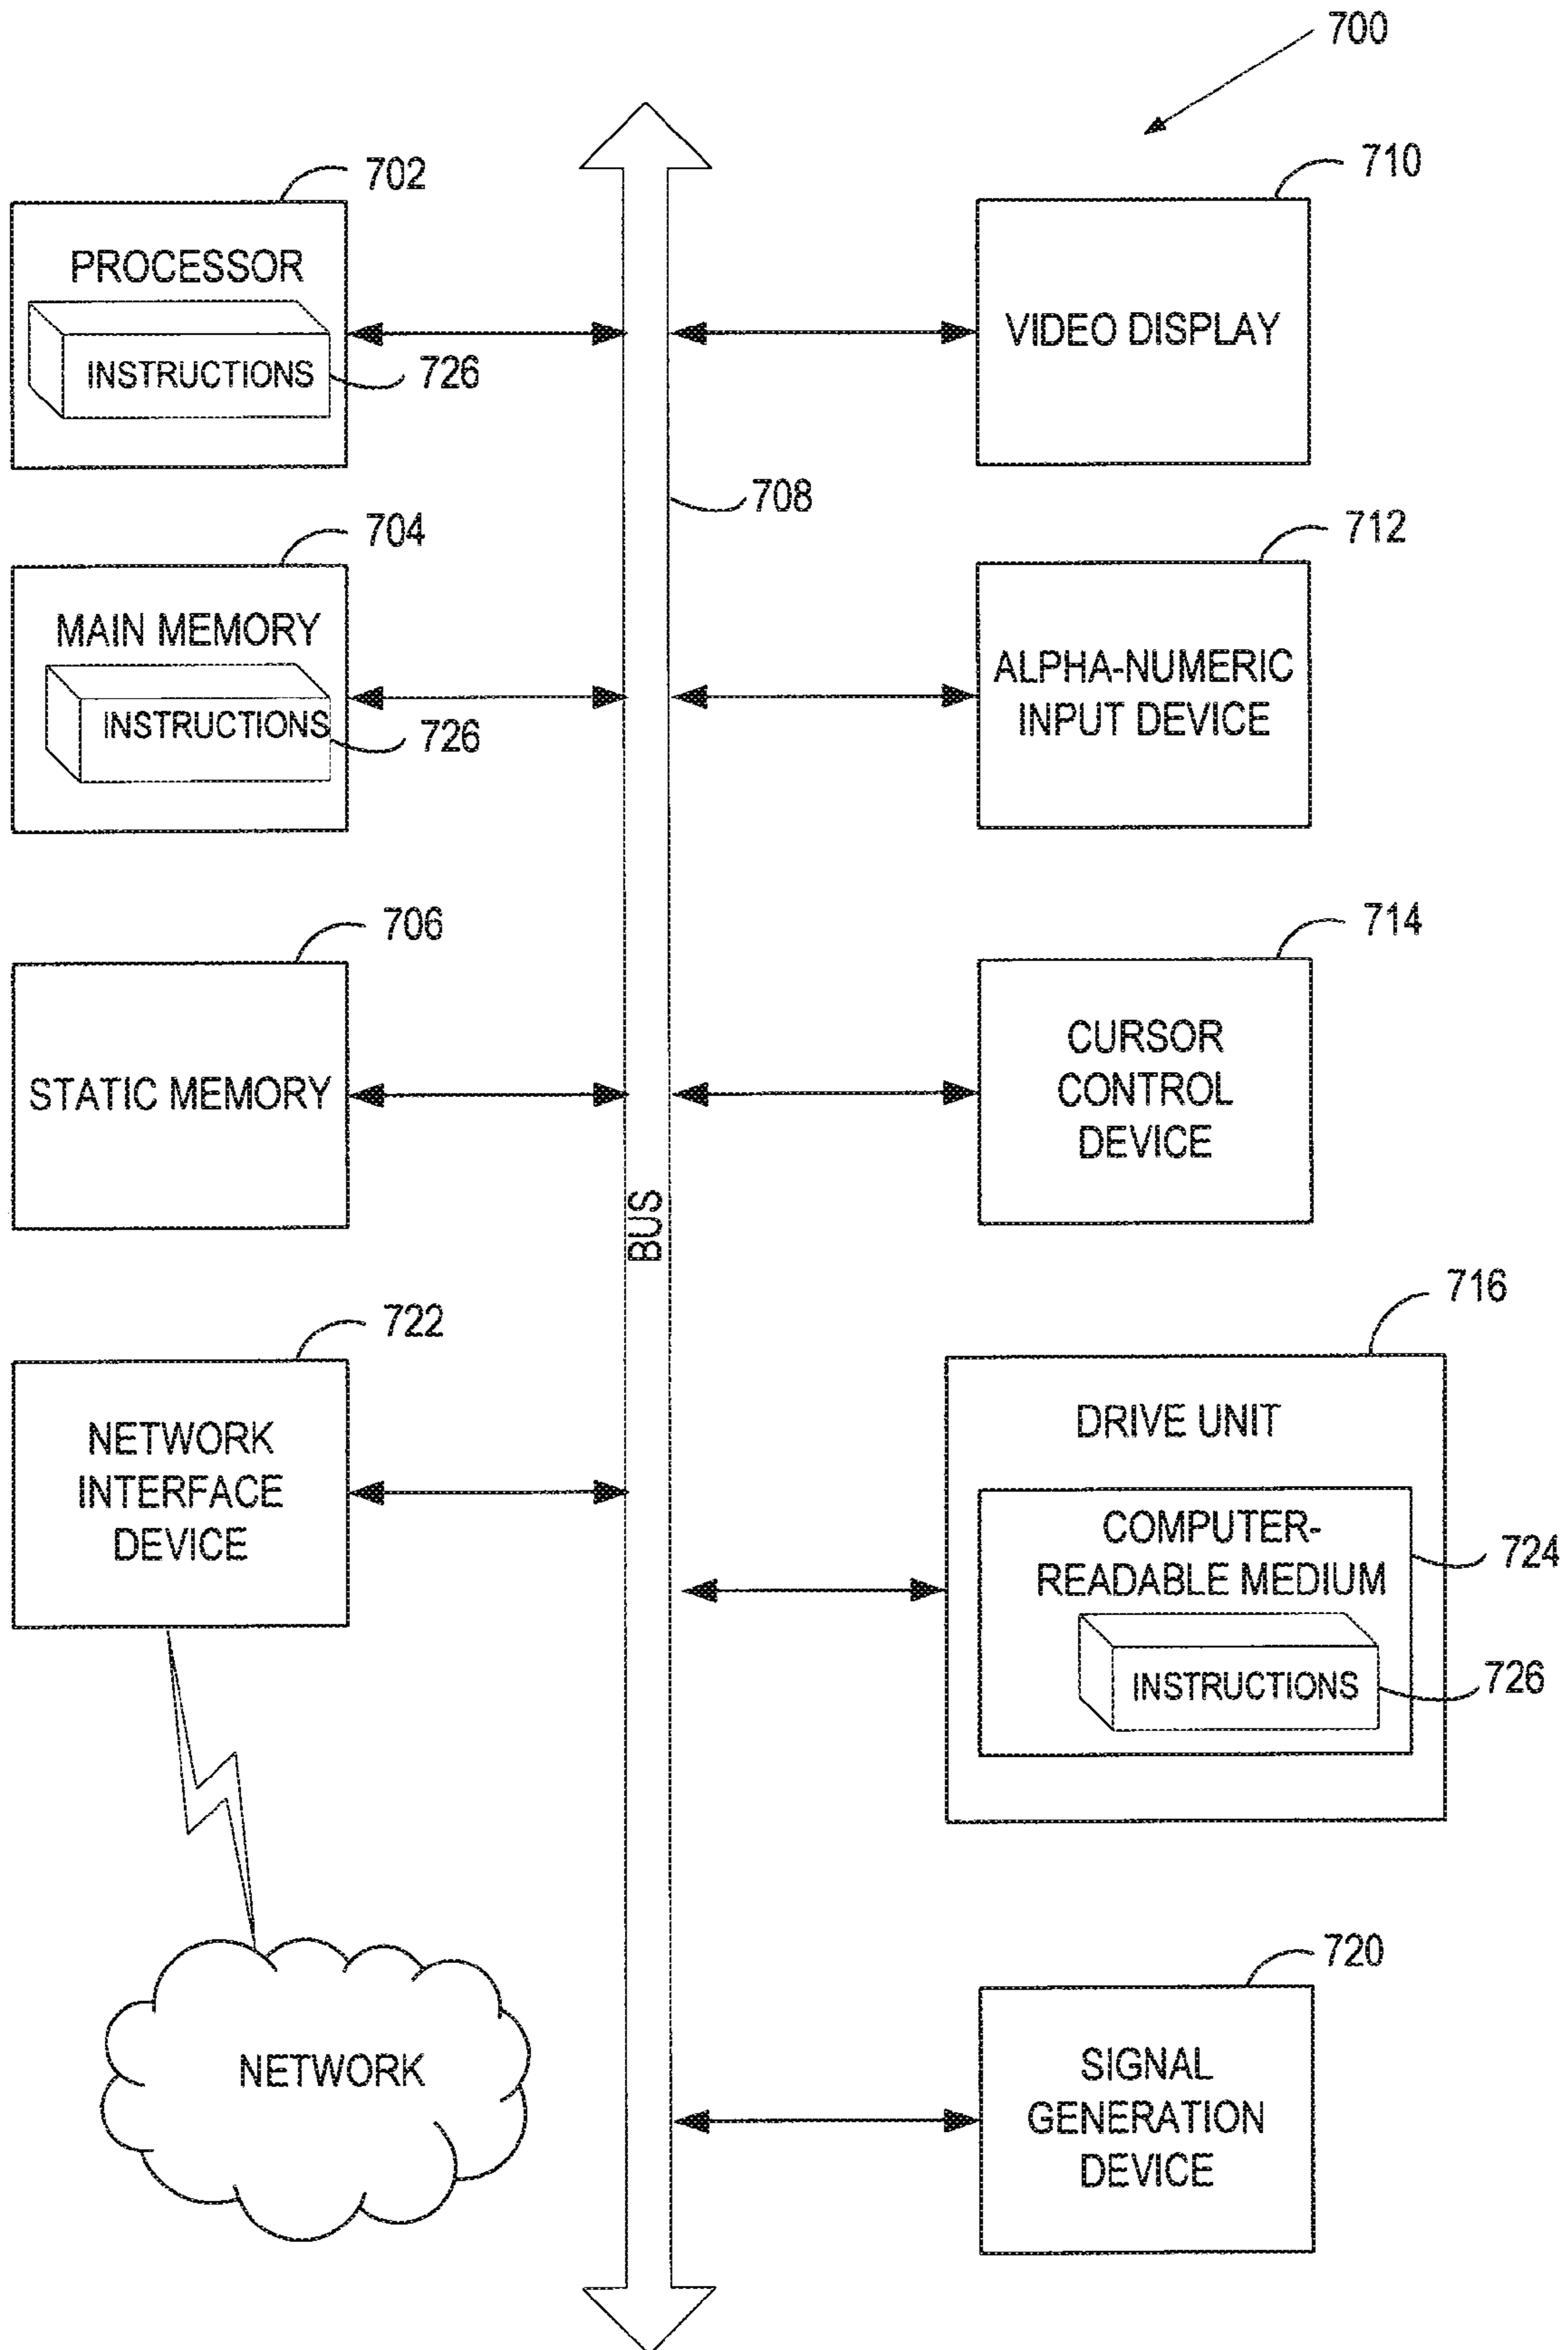 700
702
PROCESSOR
INSTRUCTIONS
726
710
VIDEO DISPLAY
708
704
MAIN MEMORY
INSTRUCTIONS
726
712
ALPHA-NUMERIC
INPUT DEVICE
706
STATIC MEMORY
714
CURSOR
CONTROL
DEVICE
BUS
722
NETWORK
INTERFACE
DEVICE
716
DRIVE UNIT
COMPUTER-
READABLE MEDIUM
724
INSTRUCTIONS
726
NETWORK
720
SIGNAL
GENERATION
DEVICE